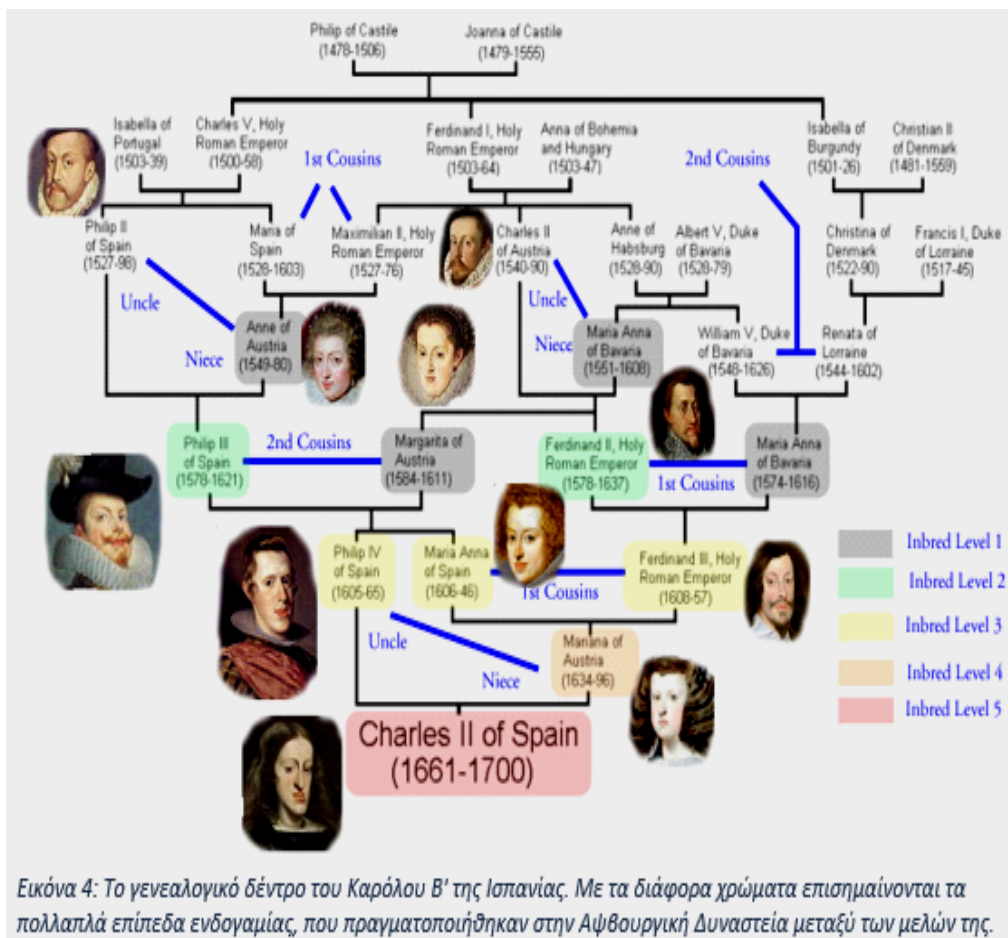 Philip of Castile
(1478-1506)
Joanna of Castile
(1479-1555)
Isabella of
Portugal
(1503-39)
Charles V, Holy
Roman Emperor
(1500-58)
1st Cousins
Ferdinand I, Holy
Roman Emperor
(1503-64)
Anna of Bohemia
and Hungary
(1503-47)
2nd Cousins
Isabella of
Burgundy
(1501-26)
Christian II
of Denmark
(1481-1559)
Philip II
of Spain
(1527-98)
Maria of
Spain
(1528-1603)
Maximilian II, Holy
Roman Emperor
(1527-76)
Charles II
of Austria
(1540-90)
Anne of
Habsburg
(1528-90)
Albert V, Duke
of Bavaria
(1528-79)
Christina of
Denmark
(1522-90)
Francis I, Duke
of Lorraine
(1517-45)
Uncle
Niece
Anne of
Austria
(1549-80)
Uncle
Niece
Maria Anna
of Bavaria
(1551-1608)
William V, Duke
of Bavaria
(1548-1626)
Renata of
Lorraine
(1544-1602)
Philip III
of Spain
(1578-1621)
2nd Cousins
Margarita of
Austria
(1584-1611)
Ferdinand II, Holy
Roman Emperor
(1578-1637)
1st Cousins
Maria Anna
of Bavaria
(1574-1616)
Philip IV
of Spain
(1605-65)
Maria Anna
of Spain
(1606-46)
1st Cousins
Ferdinand III, Holy
Roman Emperor
(1608-57)
Uncle
Niece
Mariana of
Austria
(1634-96)
Charles II of Spain
(1661-1700)
Inbred Level 1
Inbred Level 2
Inbred Level 3
Inbred Level 4
Inbred Level 5
Εικόνα 4: Το γενεαλογικό δέντρο του Καρόλου Β' της Ισπανίας. Με τα διάφορα χρώματα επισημαίνονται τα
πολλαπλά επίπεδα ενδογαμίας, που πραγματοποιήθηκαν στην Αψβουργική Δυναστεία μεταξύ των μελών της.